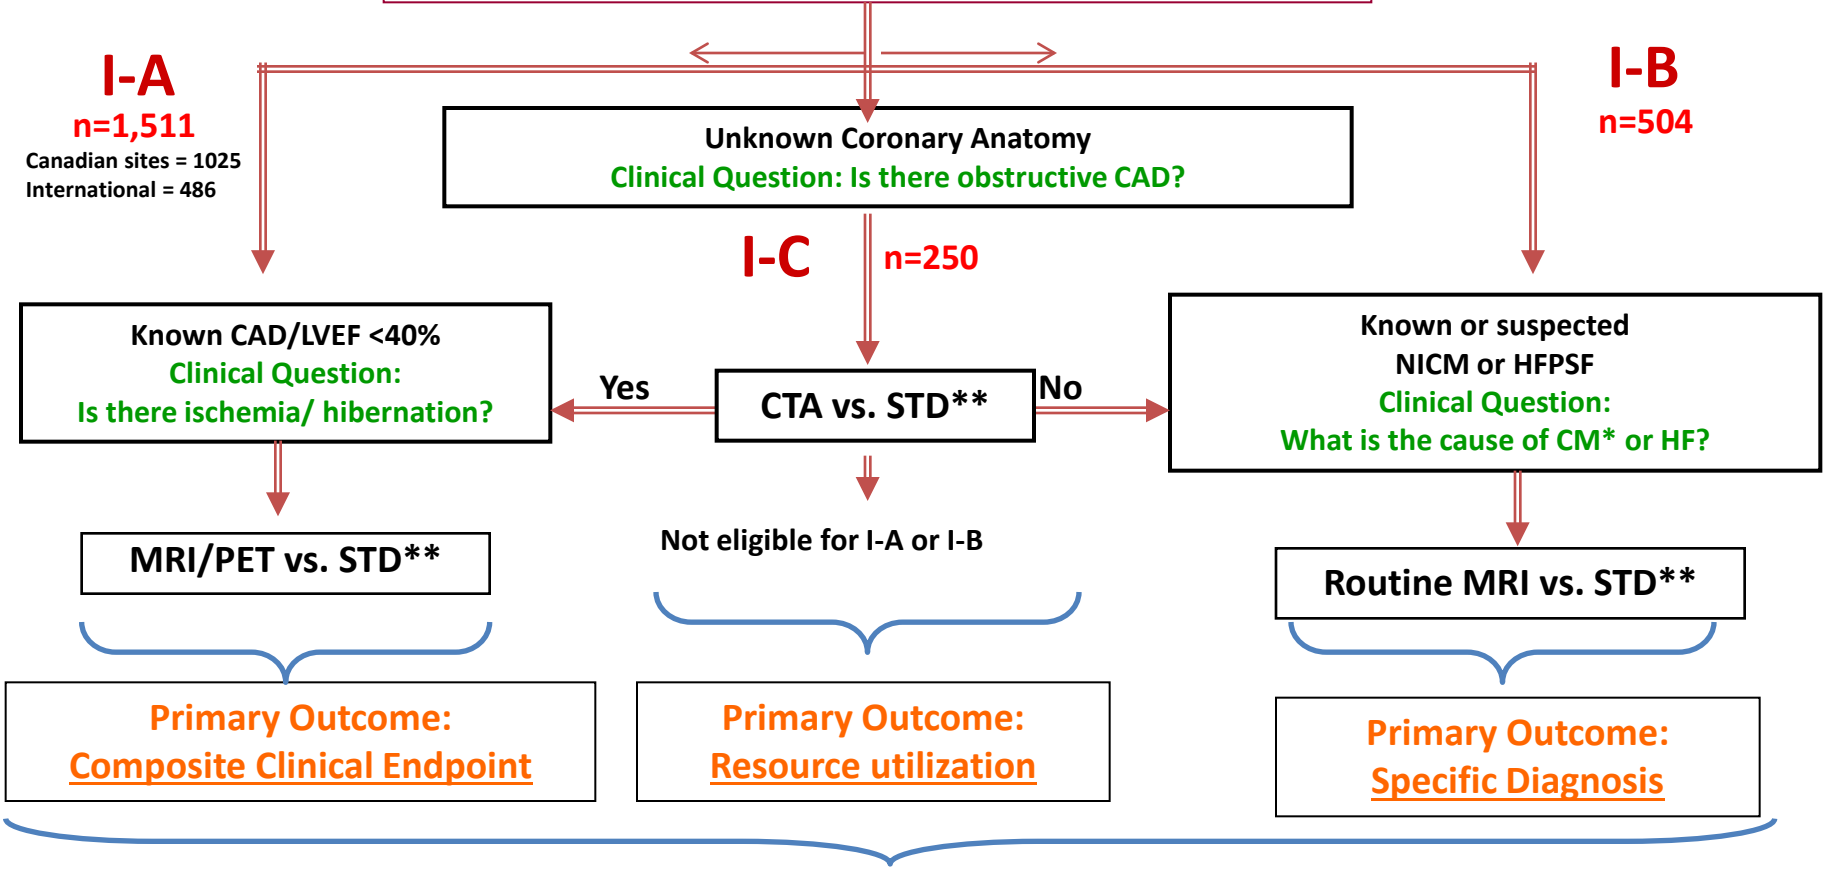 I-A
n=1,511
Canadian sites = 1025
International = 486
Unknown Coronary Anatomy
Clinical Question: Is there obstructive CAD?
I-B
n=504
I-C
n=250
Known CAD/LVEF <40%
Clinical Question:
Is there ischemia/ hibernation?
Yes
CTA vs. STD**
No
Known or suspected
NICM or HFPSF
Clinical Question:
What is the cause of CM* or HF?
MRI/PET vs. STD**
Not eligible for I-A or I-B
Routine MRI vs. STD**
Primary Outcome:
Composite Clinical Endpoint
Primary Outcome:
Resource utilization
Primary Outcome:
Specific Diagnosis